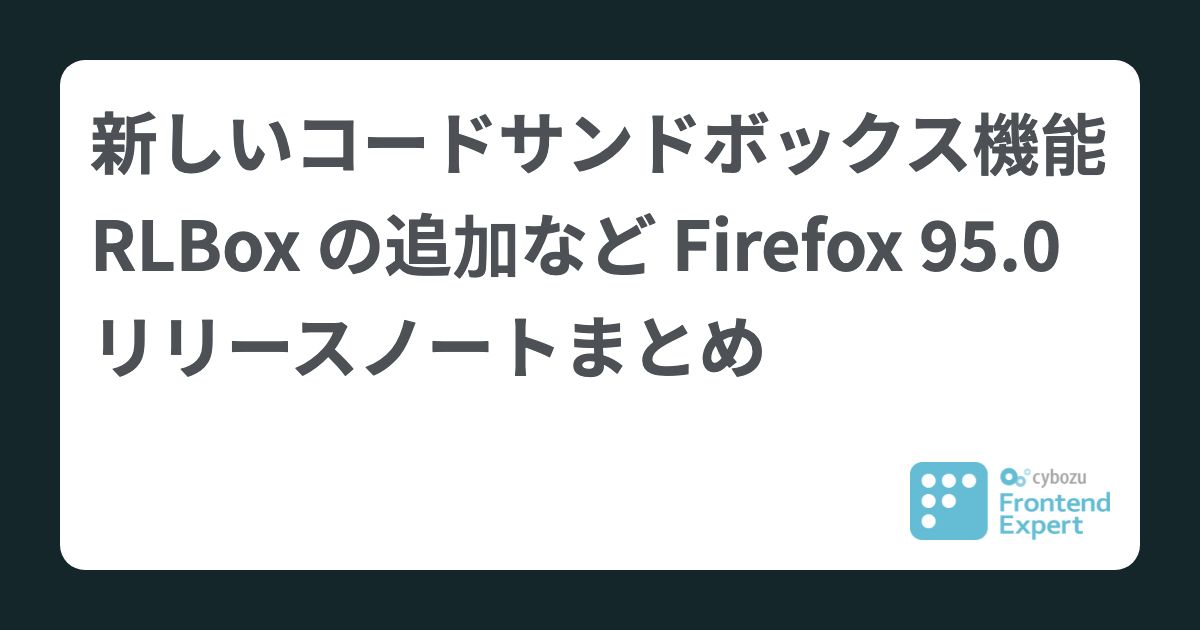 新しいコードサンドボックス機能
RLBox の追加など Firefox 95.0
リリースノートまとめ
cybozu
Frontend
Expert